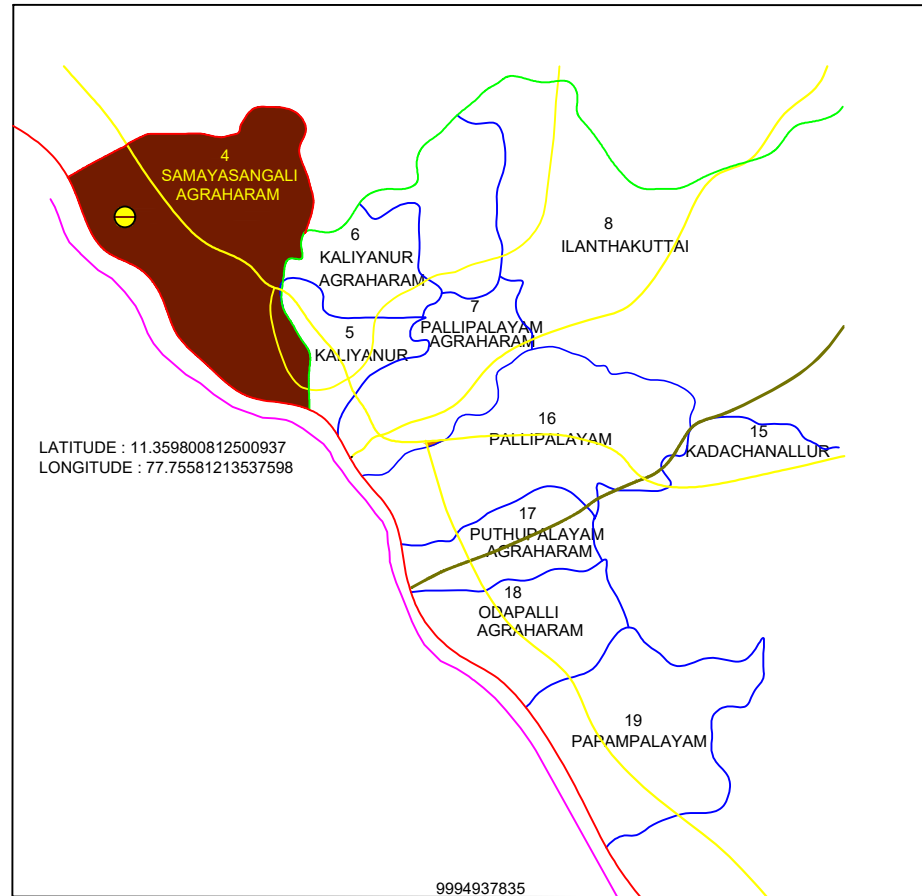 4
SAMAYASANGALI
AGRAHARAM
6
KALIYANUR
AGRAHARAM
8
ILANTHAKUTTAI
7
PALLIPALAYAM
AGRAHARAM
5
KALIYANUR
16
PALLIPALAYAM
15
KADACHANALLUR
LATITUDE : 11.359800812500937
LONGITUDE : 77.75581213537598
17
PUTHUPALAYAM
AGRAHARAM
18
ODAPALLI
AGRAHARAM
19
PAPAMPALAYAM
9994937835